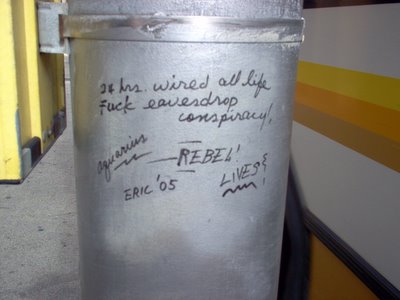 24 hrs. wired all life
Fuck eavesdrop
conspiracy!
aquarius
REBEL!
ERIC '05
LIVES!